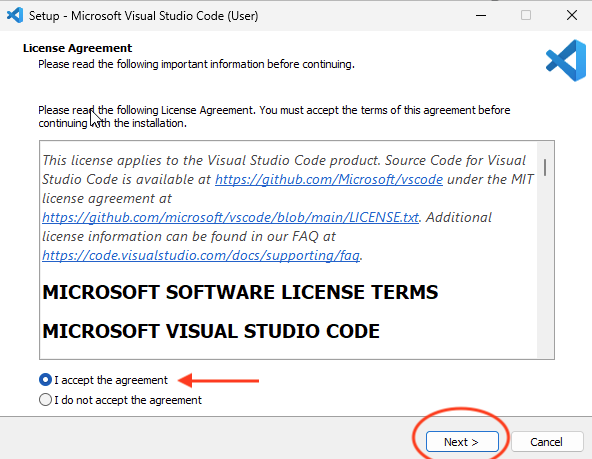 Setup - Microsoft Visual Studio Code (User)
License Agreement
Please read the following important information before continuing.
Please read the following License Agreement. You must accept the terms of this agreement before
continuing with the installation.
This license applies to the Visual Studio Code product. Source Code for Visual
Studio Code is available at https://github.com/Microsoft/vscode under the MIT
license agreement at
https://github.com/microsoft/vscode/blob/main/LICENSE.txt. Additional
license information can be found in our FAQ at
https://code.visualstudio.com/docs/supporting/faq.
MICROSOFT SOFTWARE LICENSE TERMS
MICROSOFT VISUAL STUDIO CODE
I accept the agreement
I do not accept the agreement
Next >
Cancel